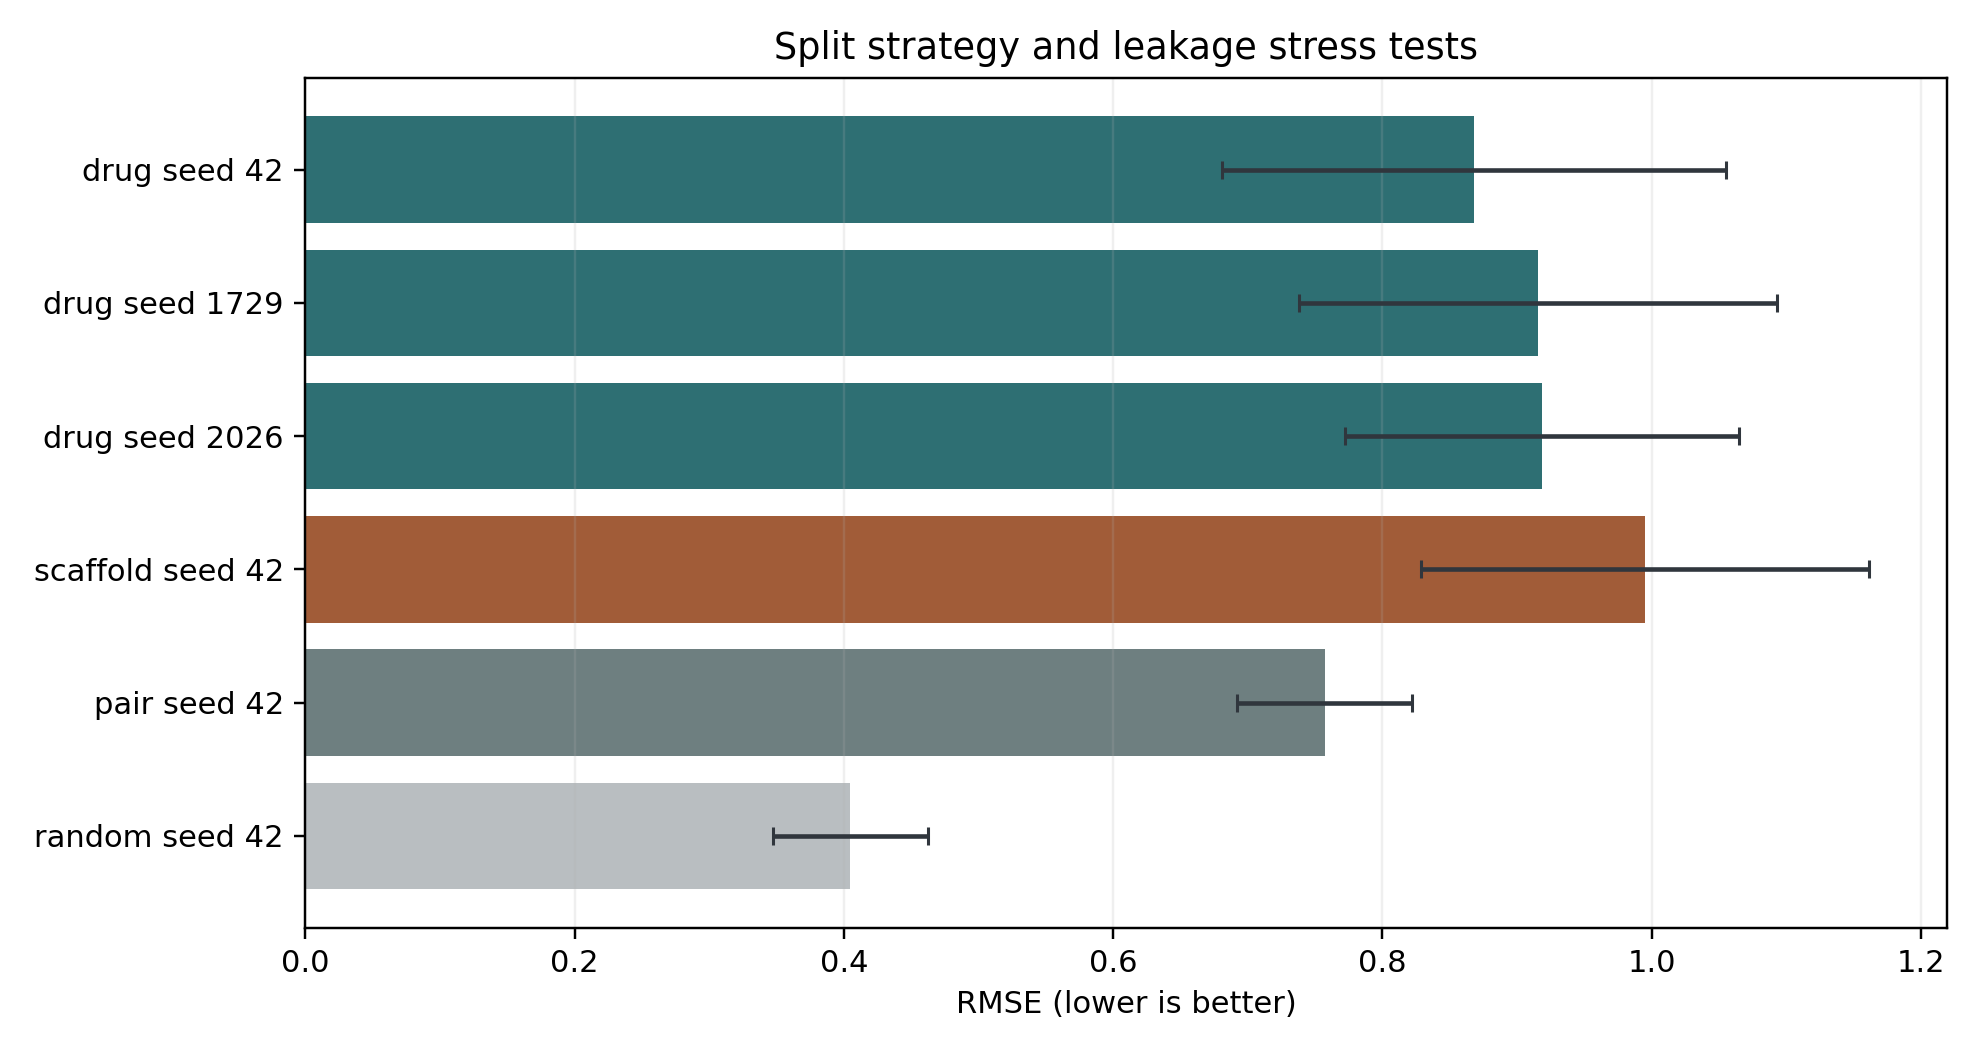 Split strategy and leakage stress tests
drug seed 42
drug seed 1729
drug seed 2026
scaffold seed 42
pair seed 42
random seed 42
0.0 0.2 0.4 0.6 0.8 1.0 1.2
RMSE (lower is better)